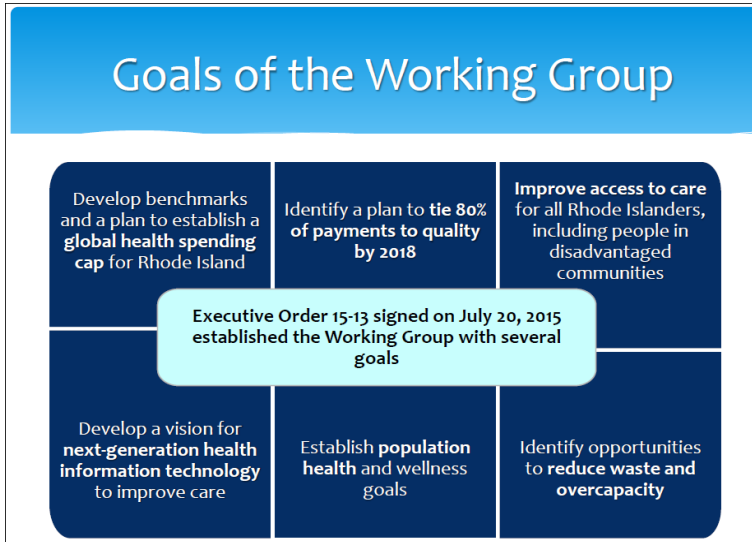 Goals of the Working Group
Develop benchmarks
and a plan to establish a
global health spending
cap for Rhode Island
Identify a plan to tie 80%
of payments to quality
by 2018
Improve access to care
for all Rhode Islanders,
including people in
disadvantaged
communities
Executive Order 15-13 signed on July 20, 2015
established the Working Group with several
goals
Develop a vision for
next-generation health
information technology
to improve care
Establish population
health and wellness
goals
Identify opportunities
to reduce waste and
overcapacity